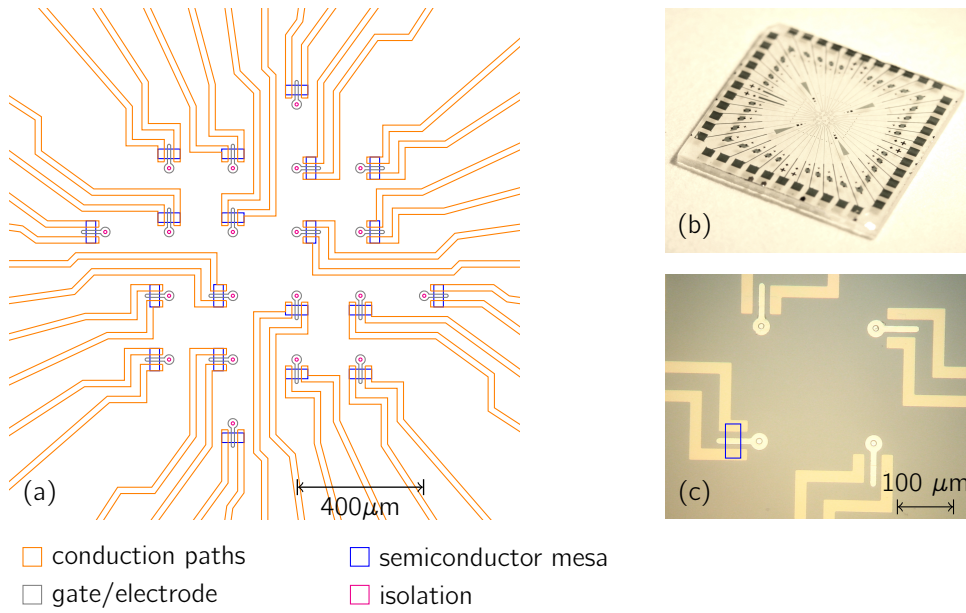 (a)
400μm
(b)
(c)
100 μm
conduction paths
semiconductor mesa
gate/electrode
isolation